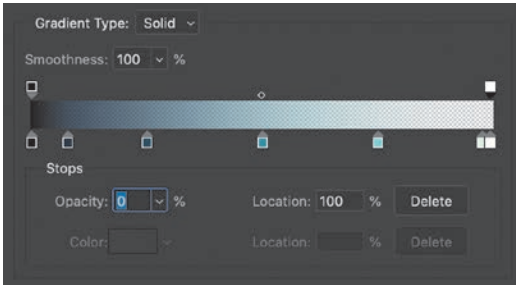 Gradient Type: Solid
Smoothness: 100 %
Stops
Opacity: 0 % Location: 100 % Delete
Color: Location: % Delete